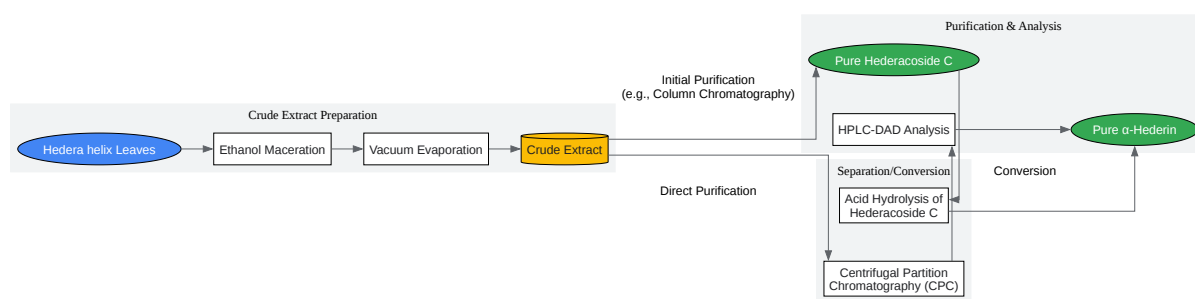 Crude Extract Preparation
Hedera helix Leaves
Ethanol Maceration
Vacuum Evaporation
Crude Extract
Initial Purification
(e.g., Column Chromatography)
Direct Purification
Purification & Analysis
Pure Hederacoside C
HPLC-DAD Analysis
Pure α-Hederin
Separation/Conversion
Conversion
Acid Hydrolysis of
Hederacoside C
Centrifugal Partition
Chromatography (CPC)